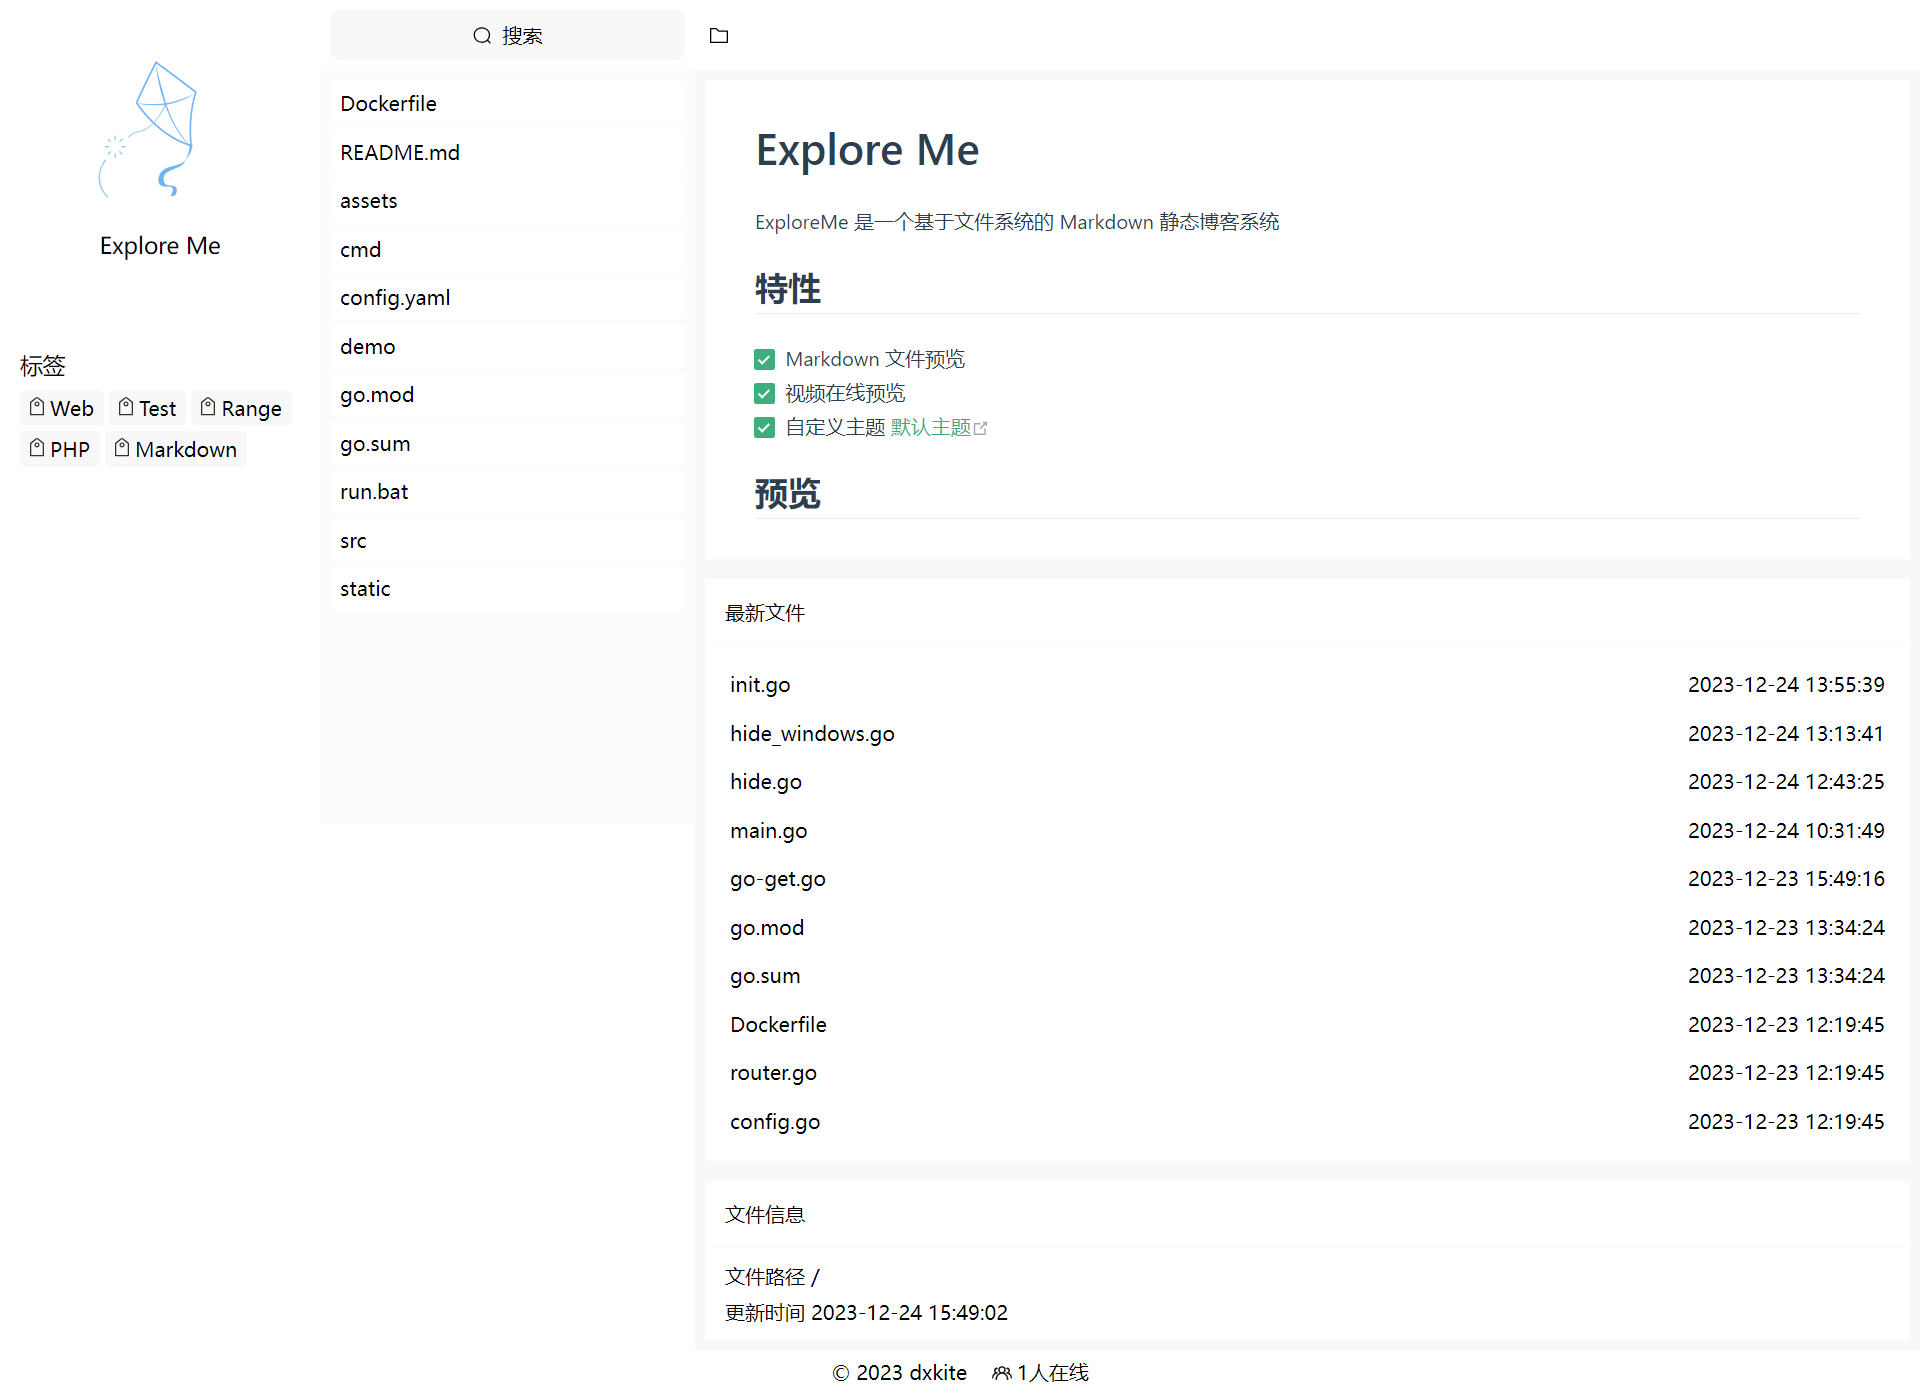 Explore Me
标签
Web
Test
Range
PHP
Markdown
搜索
Dockerfile
README.md
assets
cmd
config.yaml
demo
go.mod
go.sum
run.bat
src
static
Explore Me
ExploreMe 是一个基于文件系统的 Markdown 静态博客系统
特性
Markdown 文件预览
视频在线预览
自定义主题 默认主题
预览
最新文件
init.go 2023-12-24 13:55:39
hide_windows.go 2023-12-24 13:13:41
hide.go 2023-12-24 12:43:25
main.go 2023-12-24 10:31:49
go-get.go 2023-12-23 15:49:16
go.mod 2023-12-23 13:34:24
go.sum 2023-12-23 13:34:24
Dockerfile 2023-12-23 12:19:45
router.go 2023-12-23 12:19:45
config.go 2023-12-23 12:19:45
文件信息
文件路径 /
更新时间 2023-12-24 15:49:02
© 2023 dxkite 1人在线